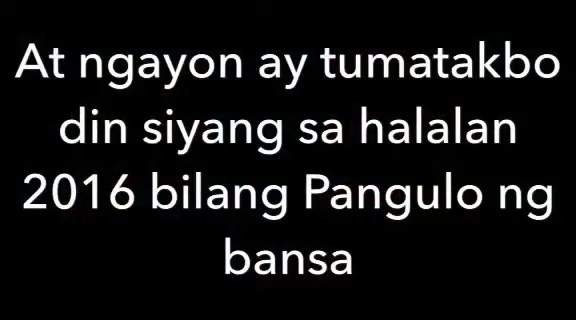 At ngayon ay tumatakbo
din siyang sa halalan
2016 bilang Pangulo ng
bansa